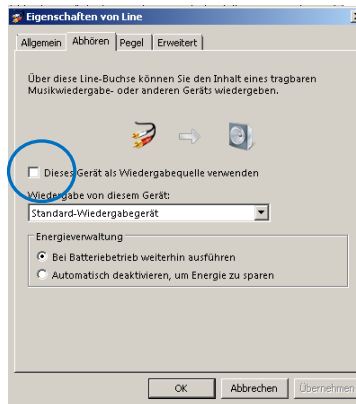 Eigenschaften von Line
Allgemein Abhören Pegel Erweitert
Über diese Line-Buchse können Sie den Inhalt eines tragbaren
Musikwiedergabe- oder anderen Geräts wiedergeben.
Dieses Gerät als Wiedergabequelle verwenden
Wiedergabe von diesem Gerät:
Standard-Wiedergabegerät
Energieverwaltung
Bei Batteriebetrieb weiterhin ausführen
Automatisch deaktivieren, um Energie zu sparen
OK Abbrechen Übernehmen